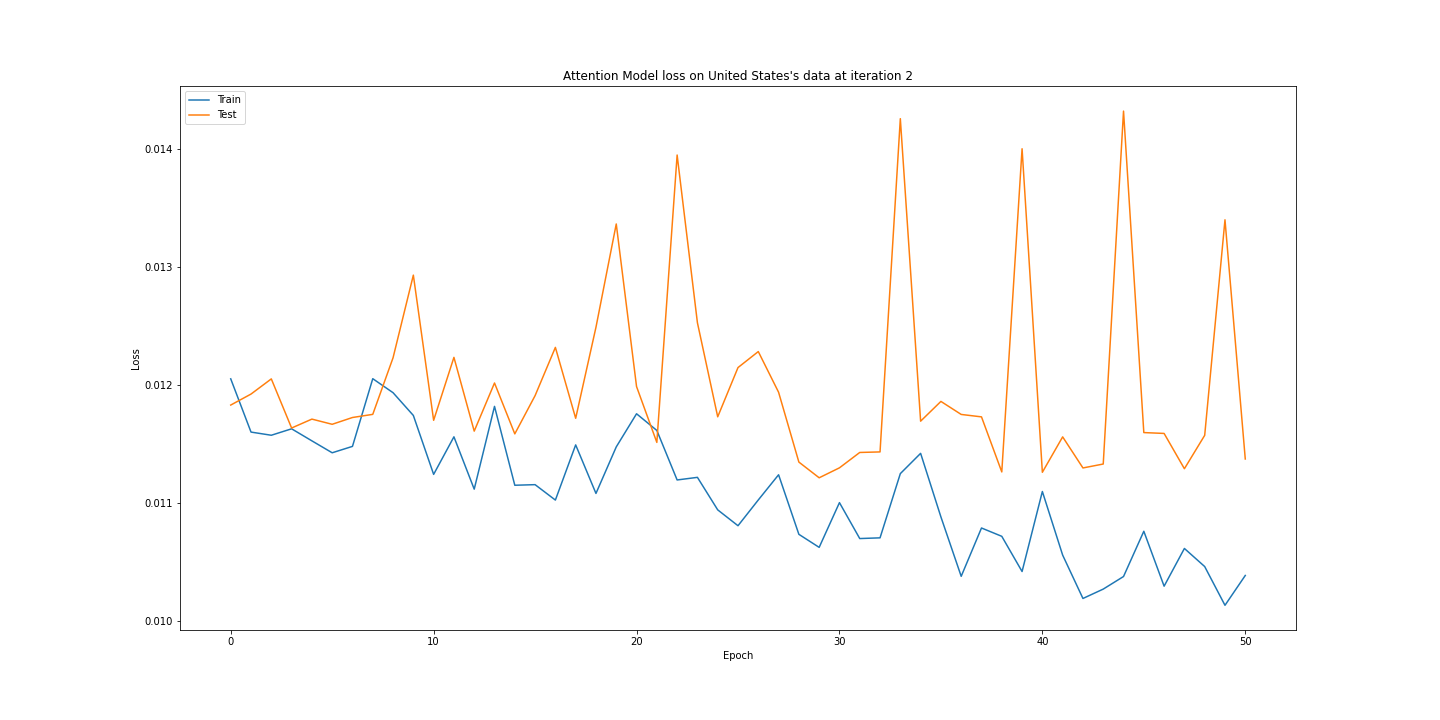 Attention Model loss on United States's data at iteration 2
Train
Test
0.014
0.013
0.012
0.011
0.010
Loss
0
10
20
30
40
50
Epoch